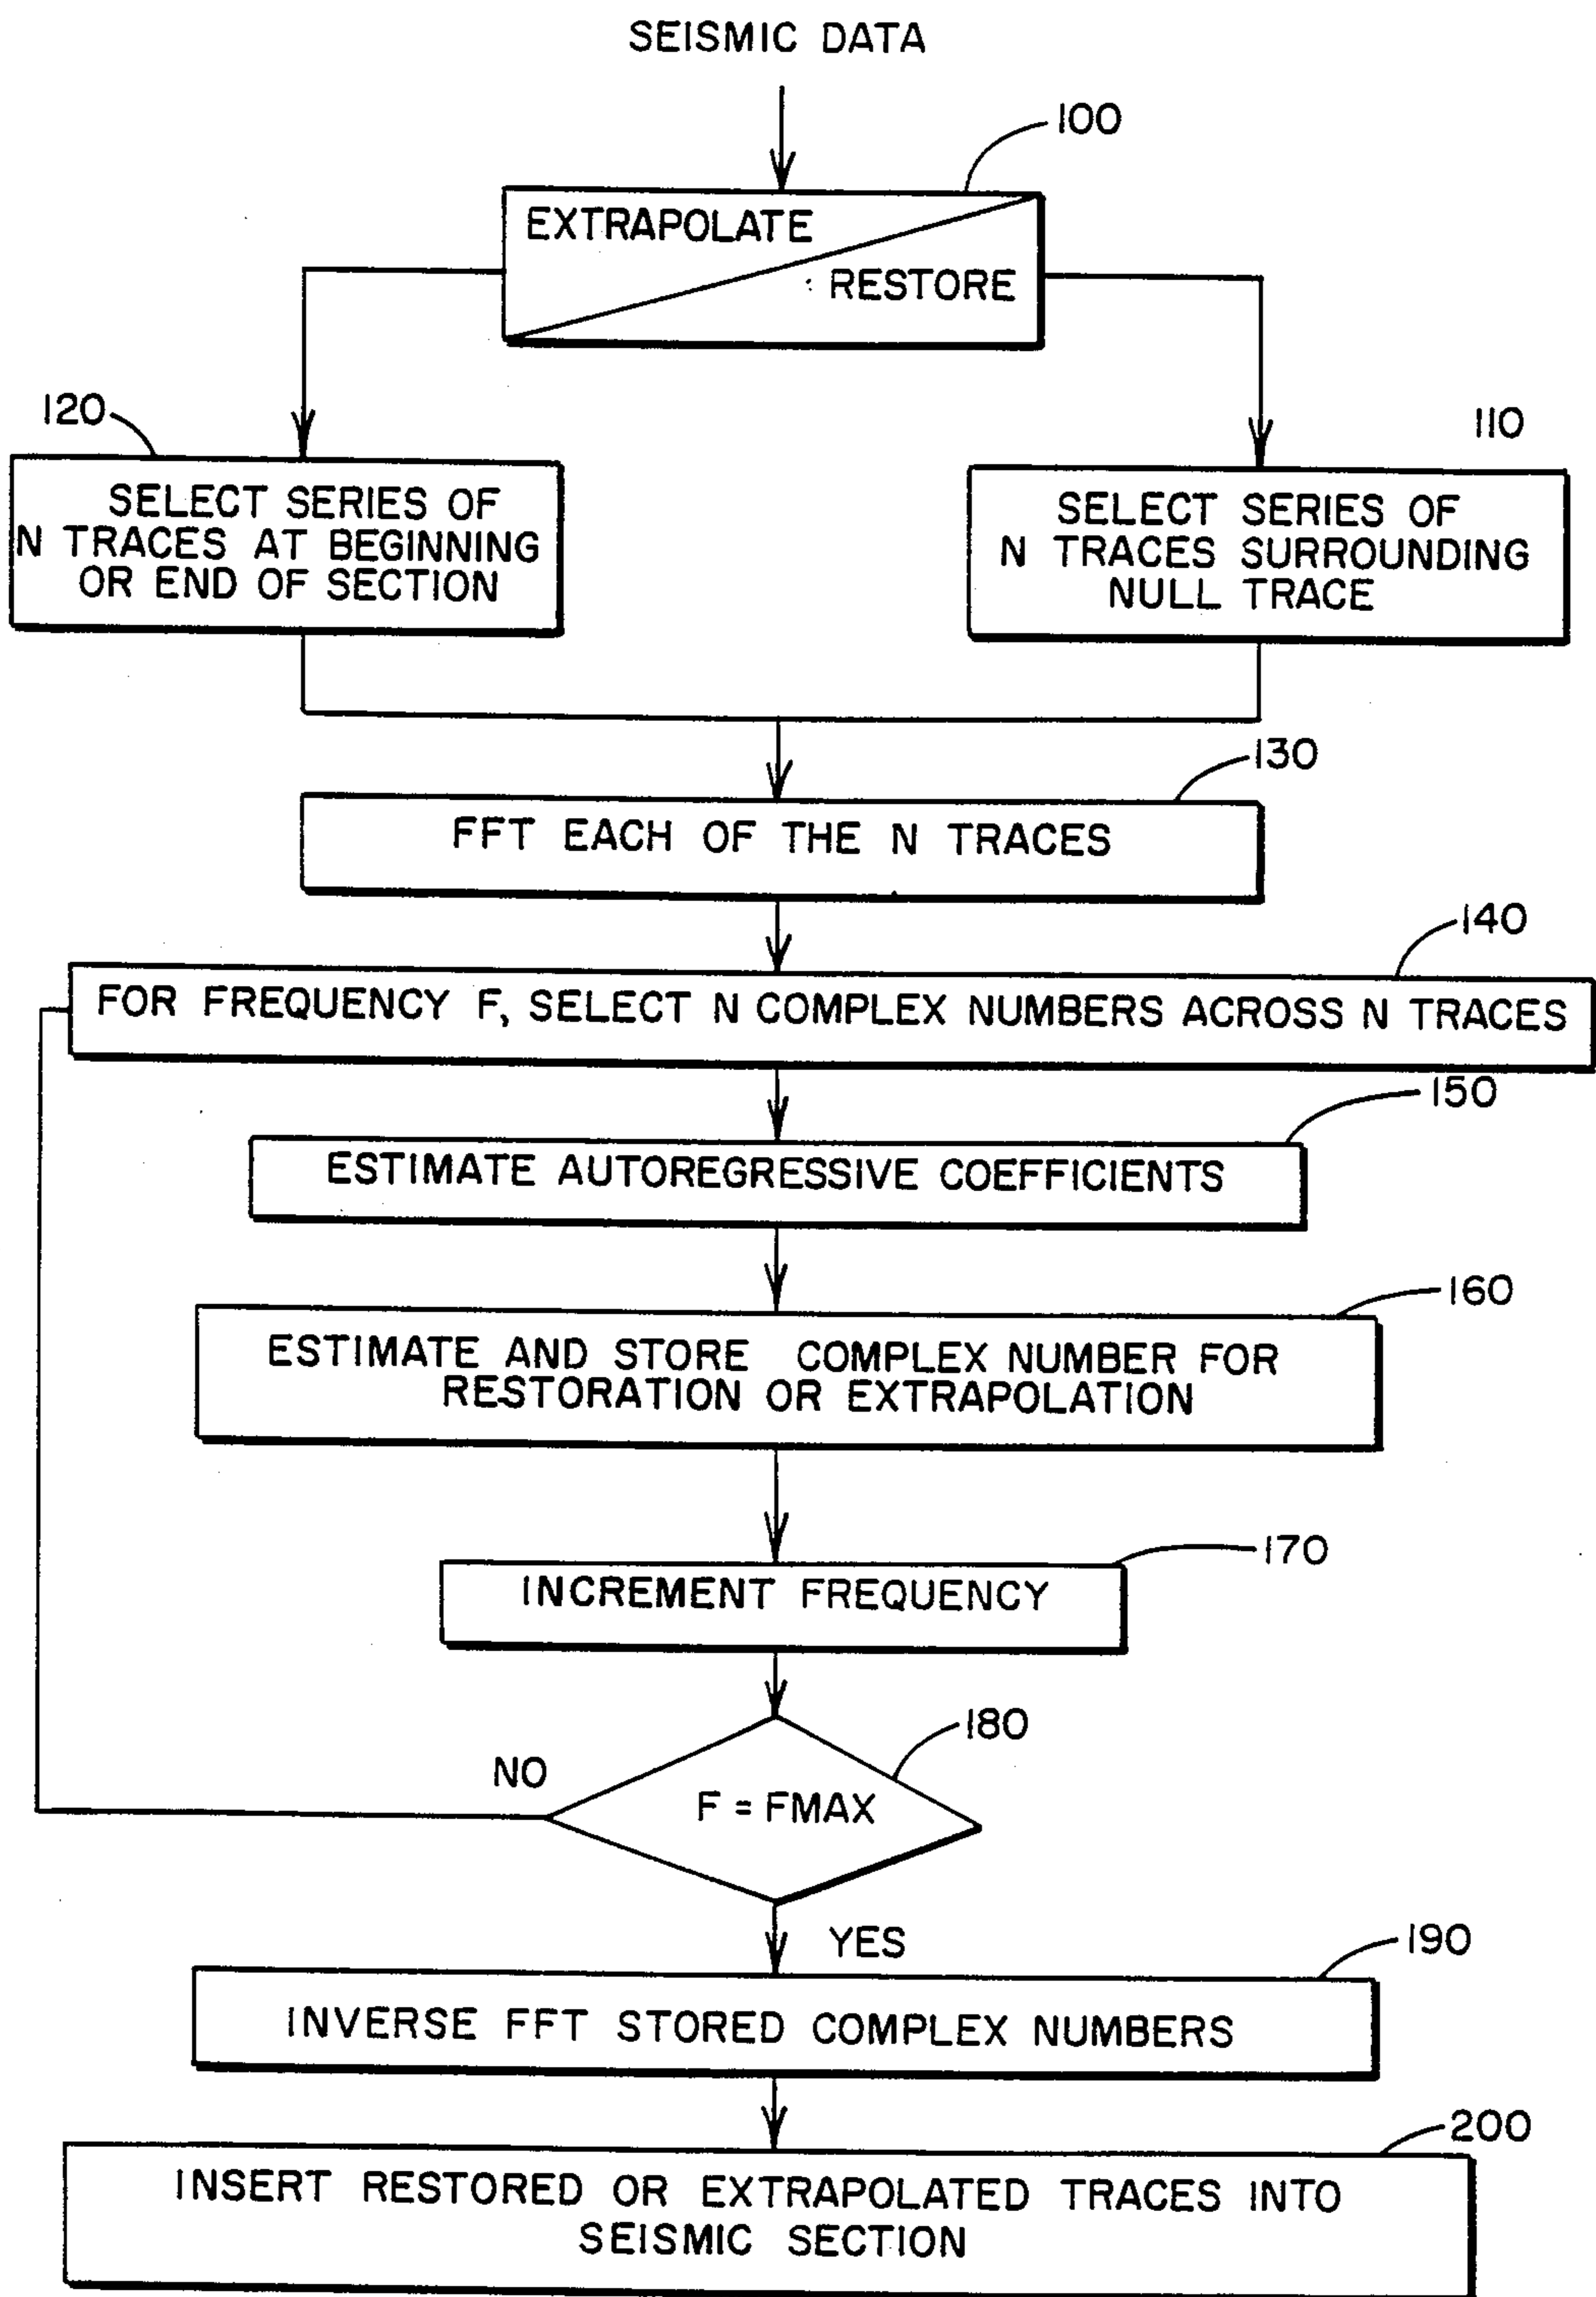 SEISMIC DATA
100
EXTRAPOLATE
RESTORE
120
110
SELECT SERIES OF
N TRACES AT BEGINNING
OR END OF SECTION
SELECT SERIES OF
N TRACES SURROUNDING
NULL TRACE
130
FFT EACH OF THE N TRACES
140
FOR FREQUENCY F, SELECT N COMPLEX NUMBERS ACROSS N TRACES
150
ESTIMATE AUTOREGRESSIVE COEFFICIENTS
160
ESTIMATE AND STORE COMPLEX NUMBER FOR
RESTORATION OR EXTRAPOLATION
170
INCREMENT FREQUENCY
180
NO
F = FMAX
YES
190
INVERSE FFT STORED COMPLEX NUMBERS
200
INSERT RESTORED OR EXTRAPOLATED TRACES INTO
SEISMIC SECTION